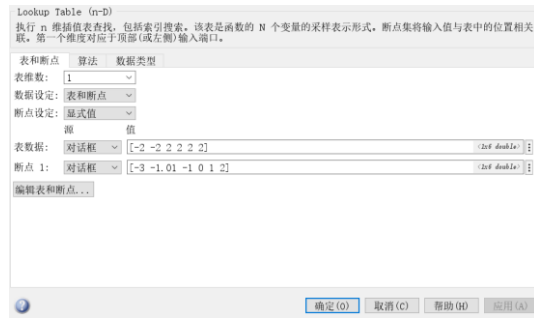 Lookup Table (n-D)
执行 n 维插值表查找，包括索引搜索。该表是函数的 N 个变量的采样表示形式。断点集将输入值与表中的位置相关
联。第一个维度对应于顶部(或左侧)输入端口。
表和断点 算法 数据类型
表维数: 1
数据设定: 表和断点
断点设定: 显式值
源 值
表数据: 对话框 [-2 -2 2 2 2 2] <1x6 double>
断点 1: 对话框 [-3 -1.01 -1 0 1 2] <1x6 double>
编辑表和断点...
确定(O) 取消(C) 帮助(H) 应用(A)